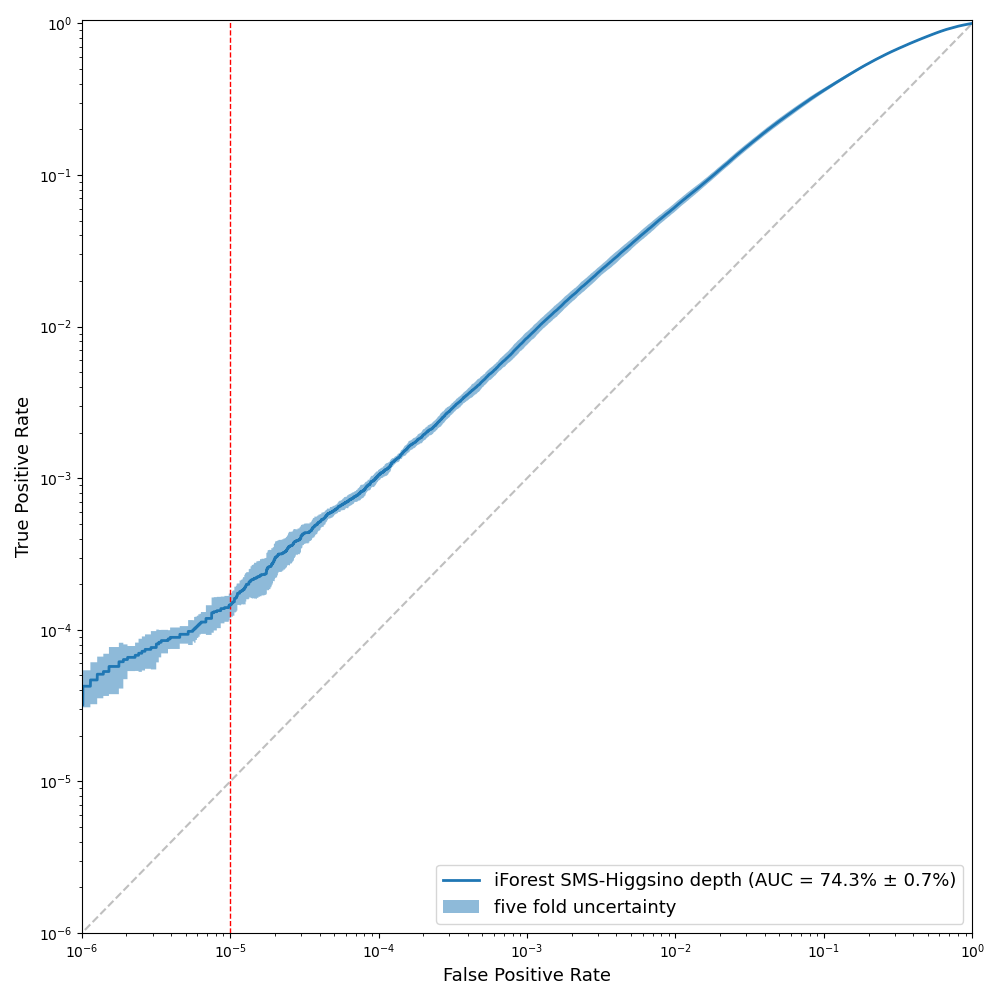 10⁰
10⁻¹
10⁻²
10⁻³
10⁻⁴
10⁻⁵
10⁻⁶
True Positive Rate
iForest SMS-Higgsino depth (AUC = 74.3% ± 0.7%)
five fold uncertainty
10⁻⁶ 10⁻⁵ 10⁻⁴ 10⁻³ 10⁻² 10⁻¹ 10⁰
False Positive Rate